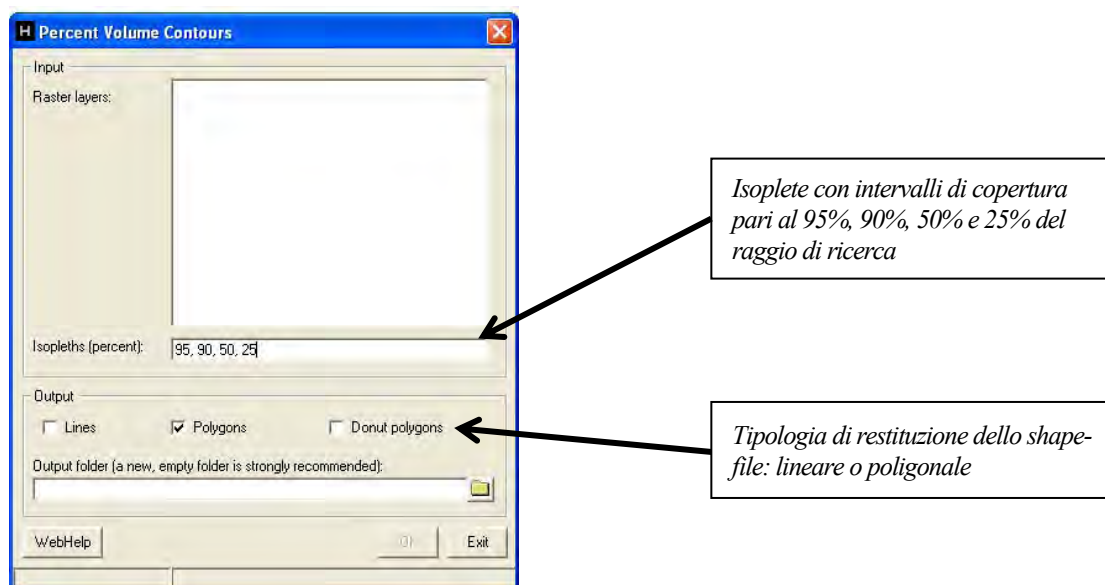 Percent Volume Contours
Input
Raster layers:
Isopleths (percent):
95, 90, 50, 25
Output
Lines
Polygons
Donut polygons
Output folder (a new, empty folder is strongly recommended):
WebHelp
Exit
Isoplete con intervalli di copertura
pari al 95%, 90%, 50% e 25% del
raggio di ricerca
Tipologia di restituzione dello shape-
file: lineare o poligonale